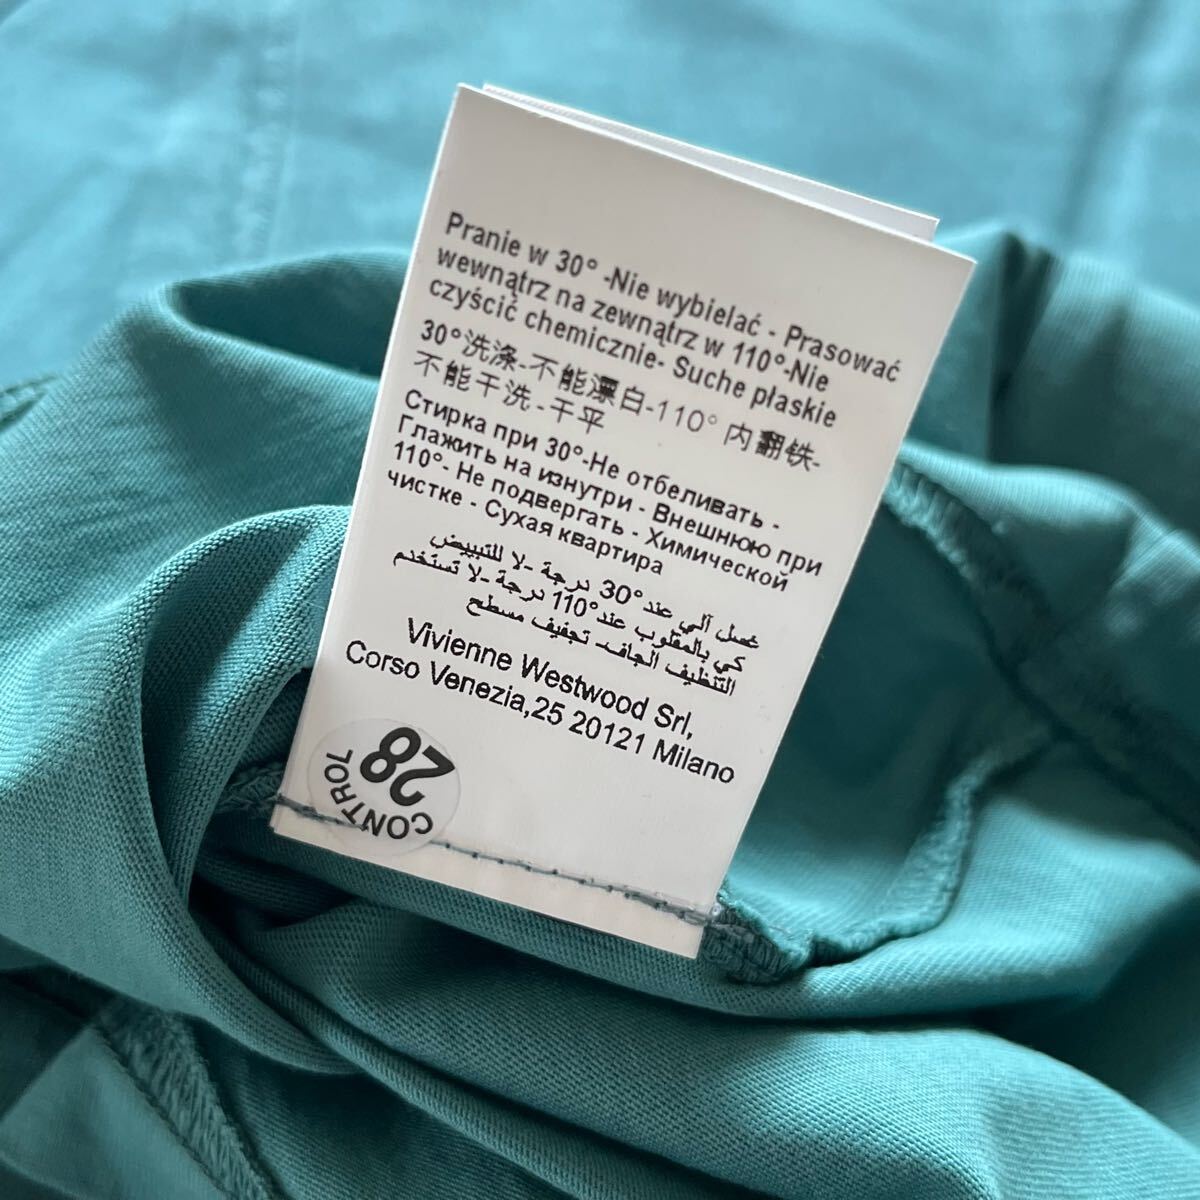 Pranie w 30° -Nie wybielać - Prasować
wewnątrz na zewnątrz w 110°-Nie
czyścić chemicznie- Suche płaskie
30°洗涤-不能漂白-110° 内翻铁-
不能干洗-干平
Стирка при 30°-Не отбеливать -
Глажить на изнутри - Внешнюю при
110°- Не подвергать - Химической
чистке - Сухая квартира
غصل آلي عند °30 درجة -لا للتبييض
كي بالمقلوب عند°110 درجة -لا تستخدم
التنظيف الجاف- تجفيف مسطح
Vivienne Westwood Srl,
Corso Venezia,25 20121 Milano
28
CONTROL